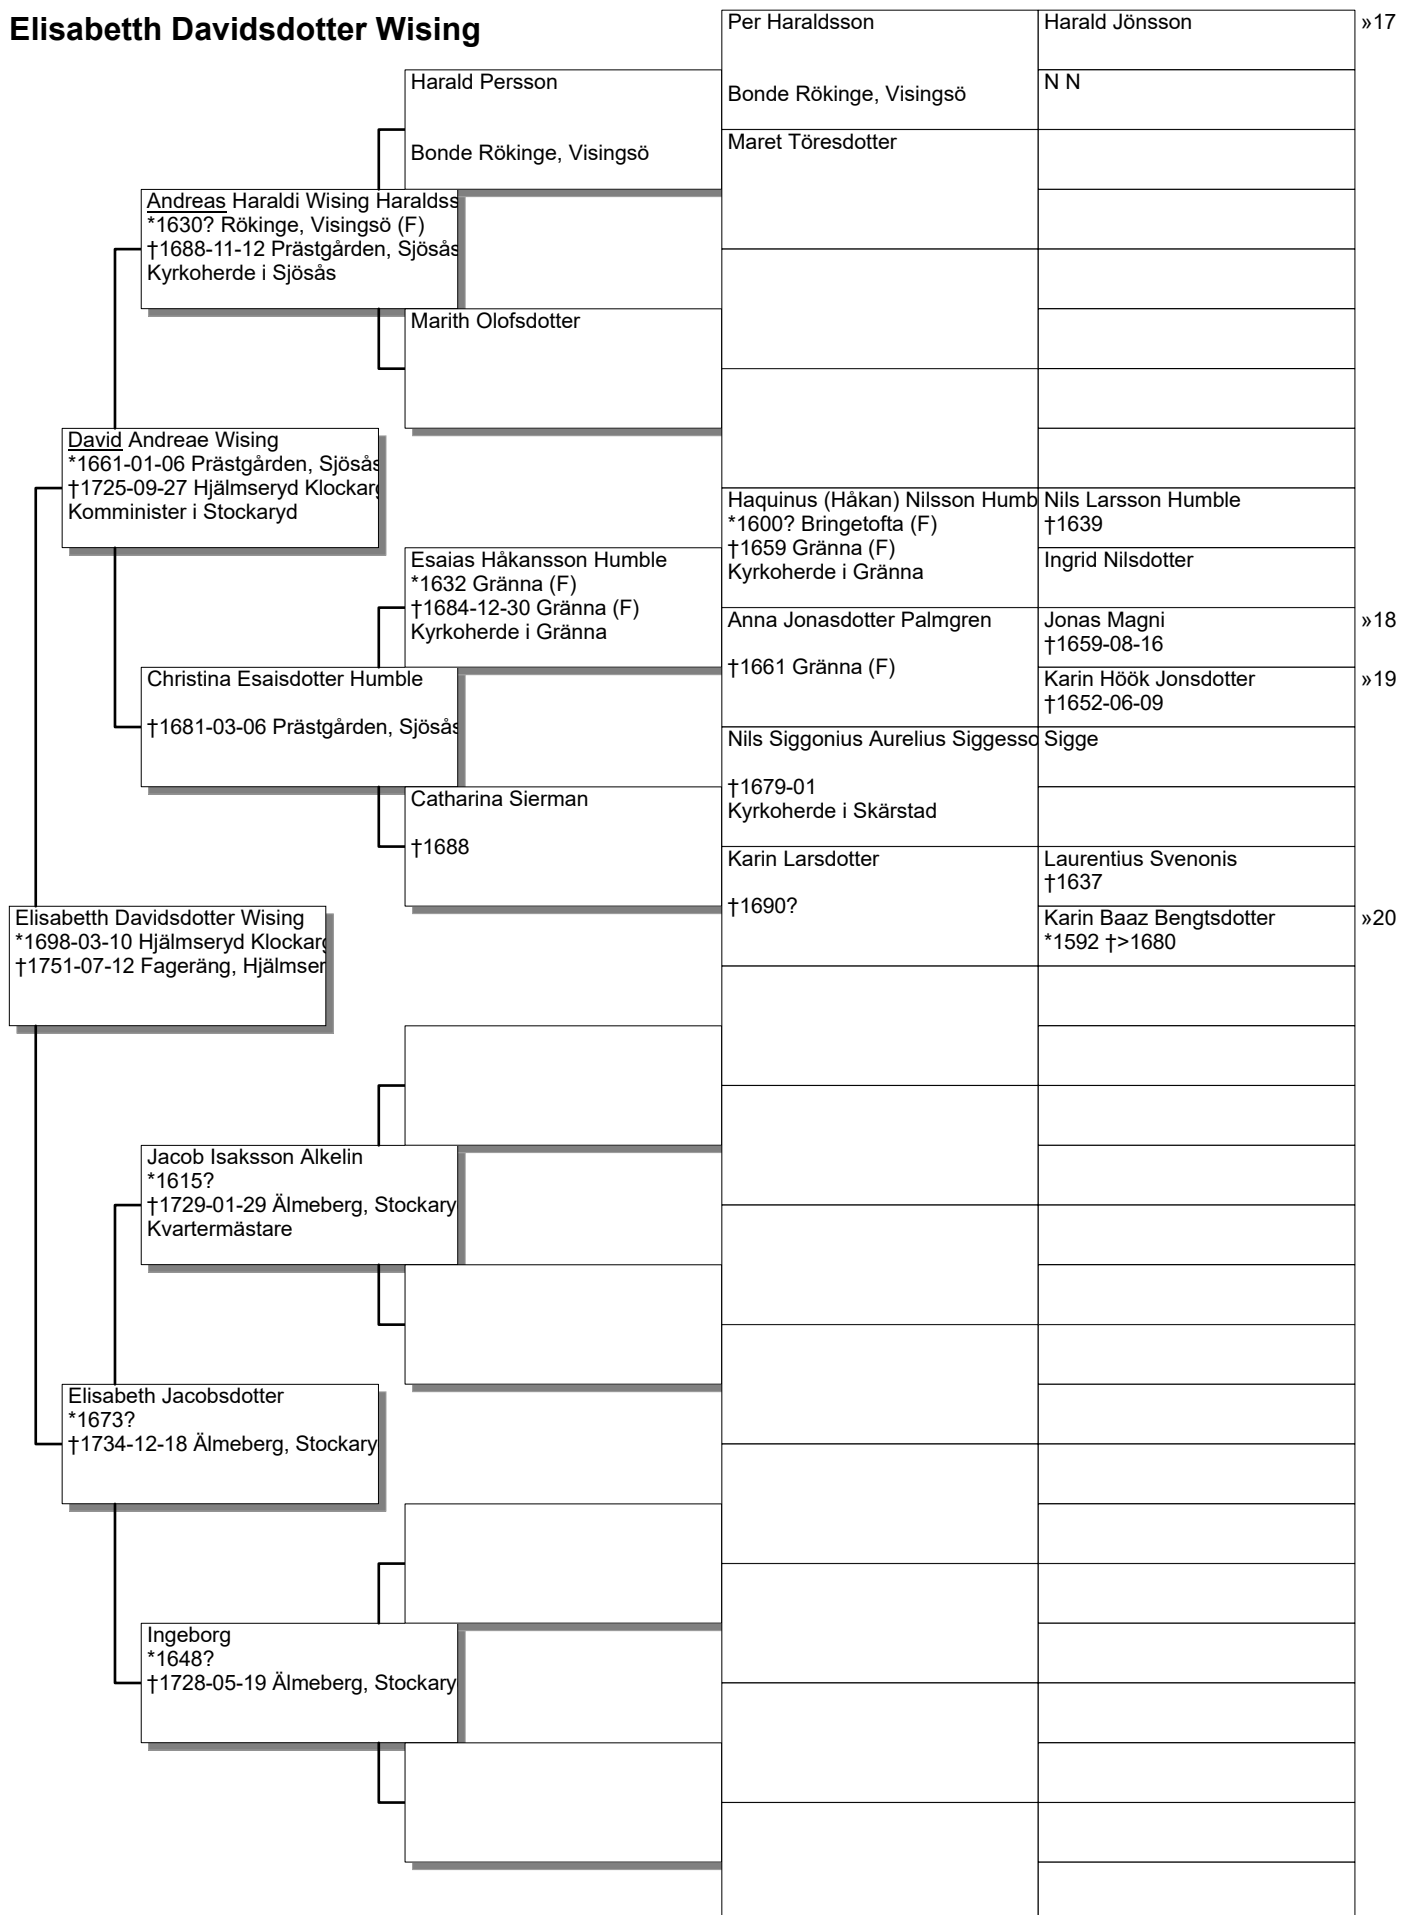 Elisabetth Davidsdotter Wising
Per Haraldsson
Bonde Rökinge, Visingsö
Harald Jönsson
»17
N N
Harald Persson
Bonde Rökinge, Visingsö
Maret Töresdotter
Andreas Haraldi Wising Haraldss
*1630? Rökinge, Visingsö (F)
†1688-11-12 Prästgården, Sjösås
Kyrkoherde i Sjösås
Marith Olofsdotter
David Andreae Wising
*1661-01-06 Prästgården, Sjösås
†1725-09-27 Hjälmseryd Klockarg
Komminister i Stockaryd
Haquinus (Håkan) Nilsson Humb
*1600? Bringetofta (F)
†1659 Gränna (F)
Kyrkoherde i Gränna
Nils Larsson Humble
†1639
Ingrid Nilsdotter
Esaias Håkansson Humble
*1632 Gränna (F)
†1684-12-30 Gränna (F)
Kyrkoherde i Gränna
Anna Jonasdotter Palmgren
†1661 Gränna (F)
Jonas Magni
†1659-08-16
»18
Karin Höök Jonsdotter
†1652-06-09
»19
Christina Esaisdotter Humble
†1681-03-06 Prästgården, Sjösås
Nils Siggonius Aurelius Siggesso
†1679-01
Kyrkoherde i Skärstad
Sigge
Catharina Sierman
†1688
Karin Larsdotter
†1690?
Laurentius Svenonis
†1637
Karin Baaz Bengtsdotter
*1592 †>1680
»20
Elisabetth Davidsdotter Wising
*1698-03-10 Hjälmseryd Klockarg
†1751-07-12 Fageräng, Hjälmser
Jacob Isaksson Alkelin
*1615?
†1729-01-29 Älmeberg, Stockary
Kvartermästare
Elisabeth Jacobsdotter
*1673?
†1734-12-18 Älmeberg, Stockary
Ingeborg
*1648?
†1728-05-19 Älmeberg, Stockary